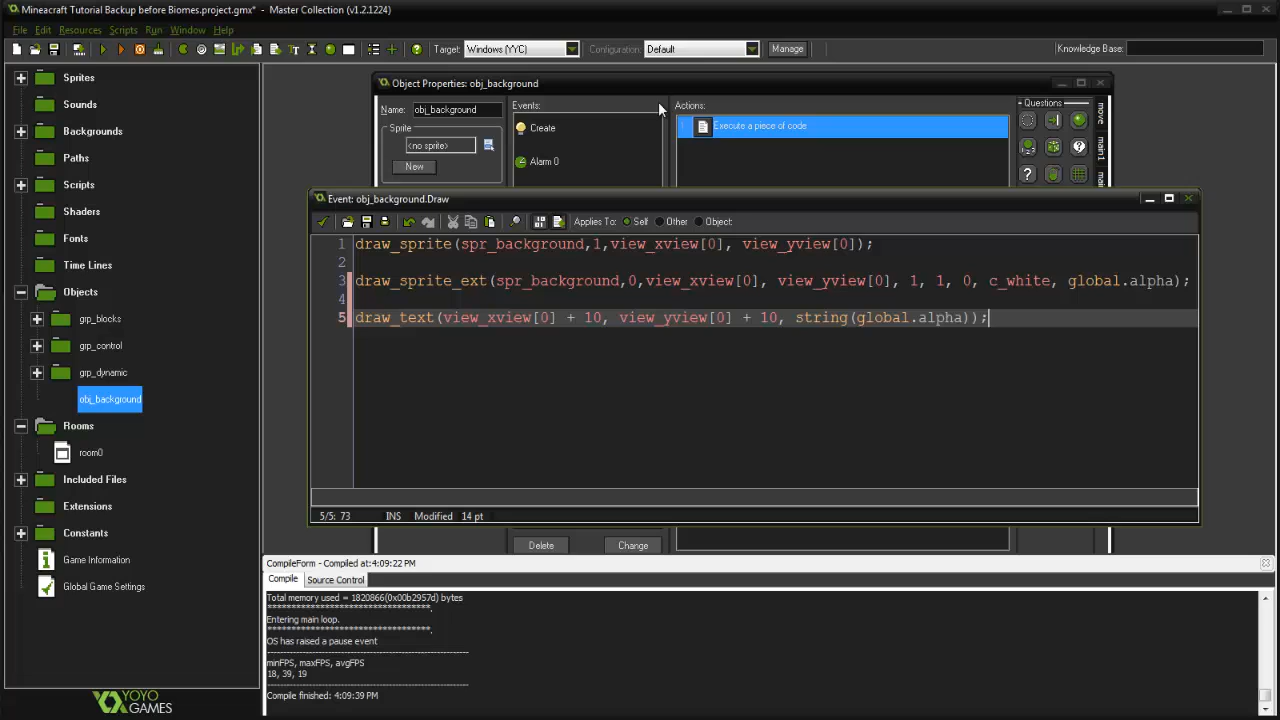 Mineacraft Tutorial Backup before Biomes.project.gmx* - Master Collection (v1.2.1224)
File Edit Resources Scripts Run Window Help
Target: Windows (YYC) Configuration: Default Manage Knowledge Base:
Sprites
Sounds
Backgrounds
Paths
Scripts
Shaders
Fonts
Time Lines
Objects
grp_blocks
grp_control
grp_dynamic
obj_background
Rooms
room0
Included Files
Extensions
Constants
Game Information
Global Game Settings
YOYO
GAMES
Object Properties: obj_background
Name: obj_background
Sprite
<no sprite>
New
Events:
Create
Alarm 0
Delete
Change
Actions:
Execute a piece of code
Questions
move
main1
Event: obj_background.Draw
Applies To: Self Other Object:
1 draw_sprite(spr_background,1,view_xview[0], view_yview[0]);
2
3 draw_sprite_ext(spr_background,0,view_xview[0], view_yview[0], 1, 1, 0, c_white, global.alpha);
4
5 draw_text(view_xview[0] + 10, view_yview[0] + 10, string(global.alpha));
5/5: 73 INS Modified 14 pt
CompileForm - Compiled at:4:09:22 PM
Compile Source Control
Total memory used = 1820866(0x00b2957d) bytes
**********************************.
Entering main loop.
**********************************.
OS has raised a pause event
--------------------------------------------------
minFPS, maxFPS, avgFPS
18, 39, 19
--------------------------------------------------
Compile finished: 4:09:39 PM